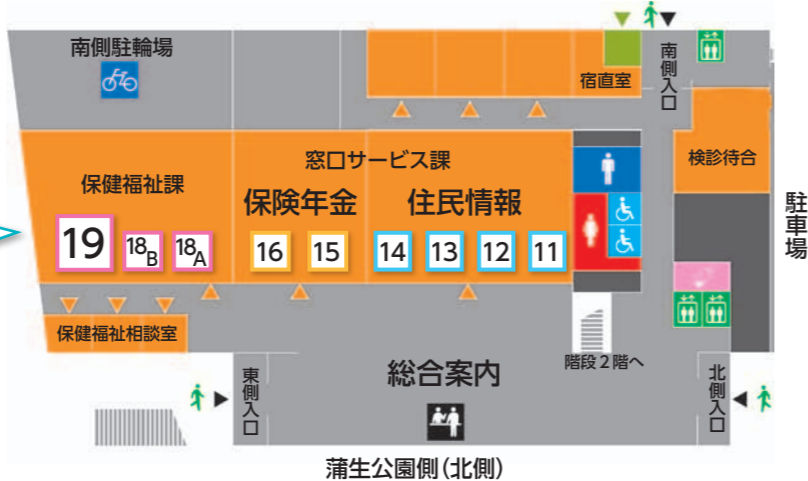 南側駐輪場
宿直室
南側入口
検診待合
駐車場
窓口サービス課
保健福祉課
保険年金
住民情報
19
18B
18A
16
15
14
13
12
11
保健福祉相談室
階段2階へ
東側入口
総合案内
北側入口
蒲生公園側(北側)